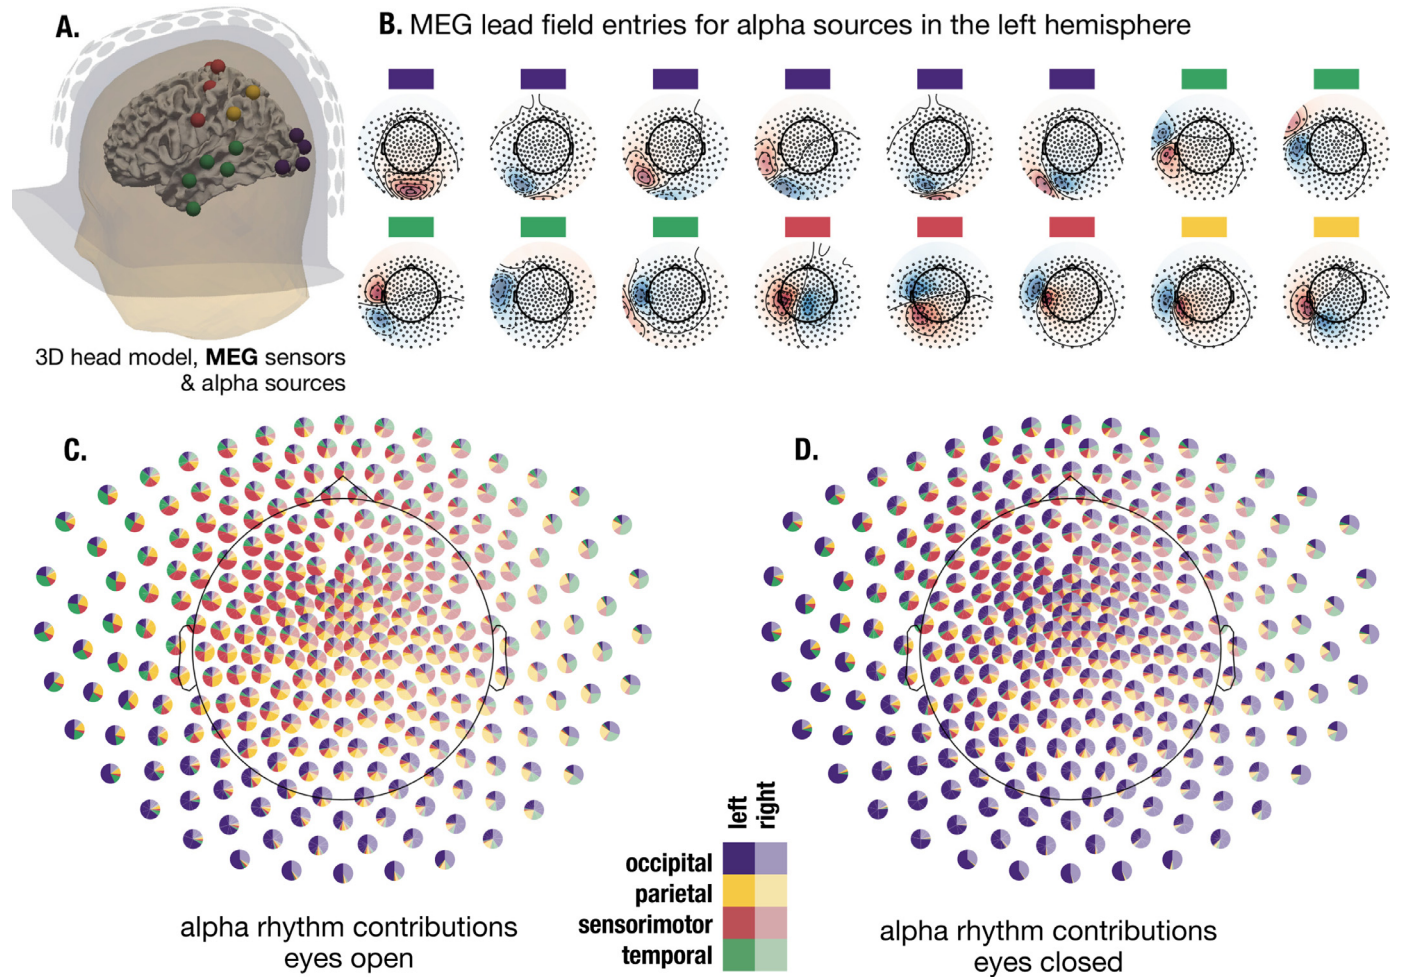 A.
B. MEG lead field entries for alpha sources in the left hemisphere
3D head model, MEG sensors
& alpha sources
C.
D.
left
right
occipital
parietal
sensorimotor
temporal
alpha rhythm contributions
eyes open
alpha rhythm contributions
eyes closed